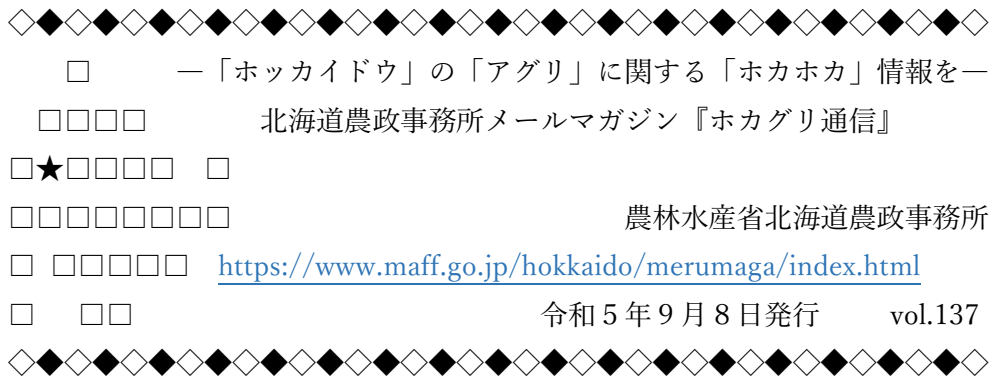 ◇◆◇◆◇◆◇◆◇◆◇◆◇◆◇◆◇◆◇◆◇◆◇◆◇◆◇◆◇◆◇◆◇◆◇
□ ―「ホッカイドウ」の「アグリ」に関する「ホカホカ」情報を―
□□□□ 北海道農政事務所メールマガジン『ホカグリ通信』
□★□□□□ □
□□□□□□□□ 農林水産省北海道農政事務所
□ □□□□□ https://www.maff.go.jp/hokkaido/merumaga/index.html
□ □□ 令和５年９月８日発行 vol.137
◇◆◇◆◇◆◇◆◇◆◇◆◇◆◇◆◇◆◇◆◇◆◇◆◇◆◇◆◇◆◇◆◇◆◇